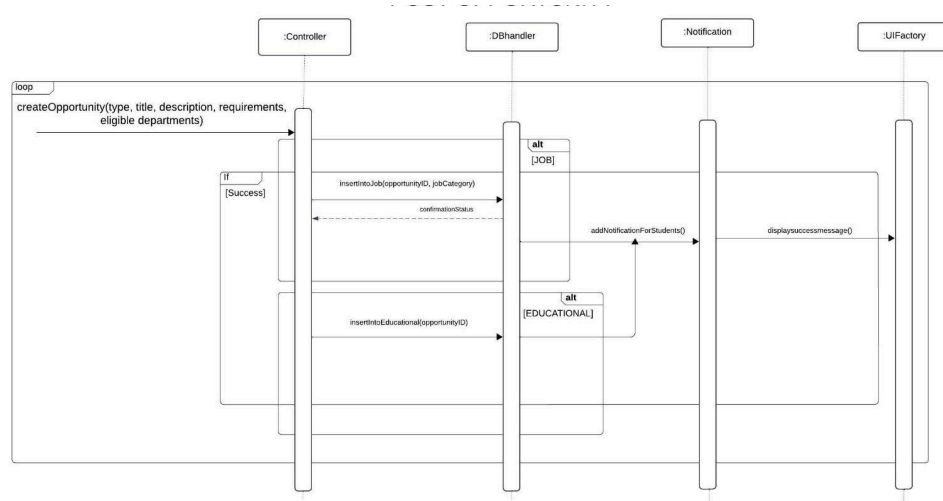 :Controller
:DBhandler
:Notification
:UIFactory
loop
createOpportunity(type, title, description, requirements,
eligible departments)
alt
[JOB]
If
[Success]
insertIntoJob(opportunityID, jobCategory)
confirmationStatus
addNotificationForStudents()
displaysuccessmessage()
alt
[EDUCATIONAL]
insertIntoEducational(opportunityID)